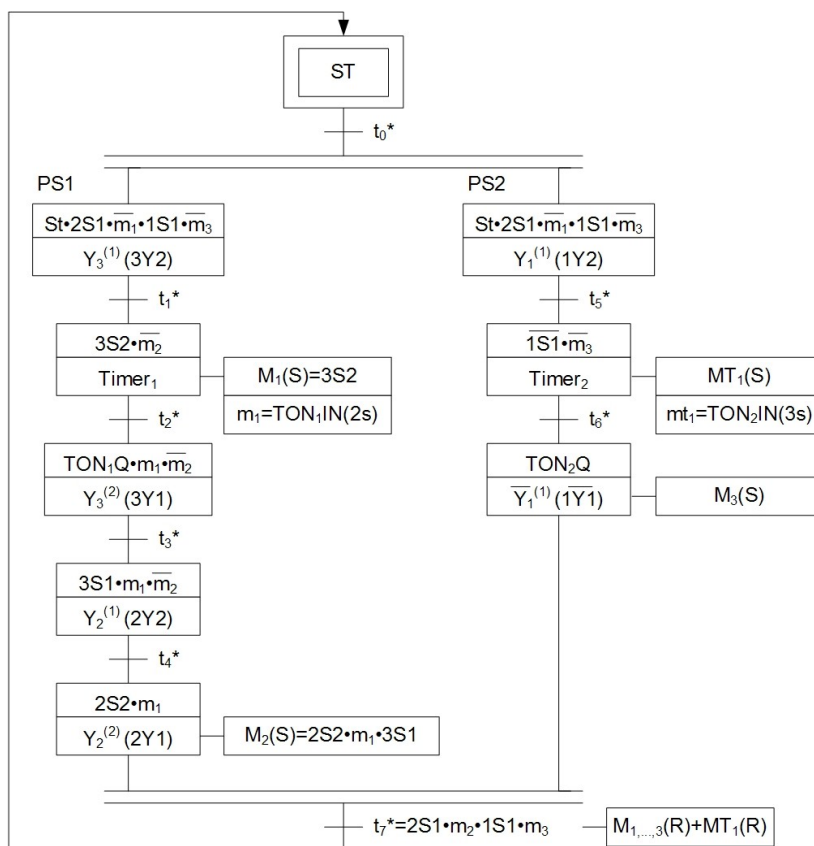 ST
t₀*
PS1
PS2
St•2S1•m̅₁•1S1•m̅₃
St•2S1•m̅₁•1S1•m̅₃
Y₃⁽¹⁾(3Y2)
Y₁⁽¹⁾(1Y2)
t₁*
t₅*
3S2•m̅₂
1̅S̅1̅•m̅₃
Timer₁
M₁(S)=3S2
Timer₂
MT₁(S)
m₁=TON₁IN(2s)
mt₁=TON₂IN(3s)
t₂*
t₆*
TON₁Q•m₁•m̅₂
TON₂Q
Y₃⁽²⁾(3Y1)
Y̅₁⁽¹⁾(1̅Y̅1̅)
M₃(S)
t₃*
3S1•m₁•m̅₂
Y₂⁽¹⁾(2Y2)
t₄*
2S2•m₁
Y₂⁽²⁾(2Y1)
M₂(S)=2S2•m₁•3S1
t₇*=2S1•m₂•1S1•m₃
M₁,...,₃(R)+MT₁(R)